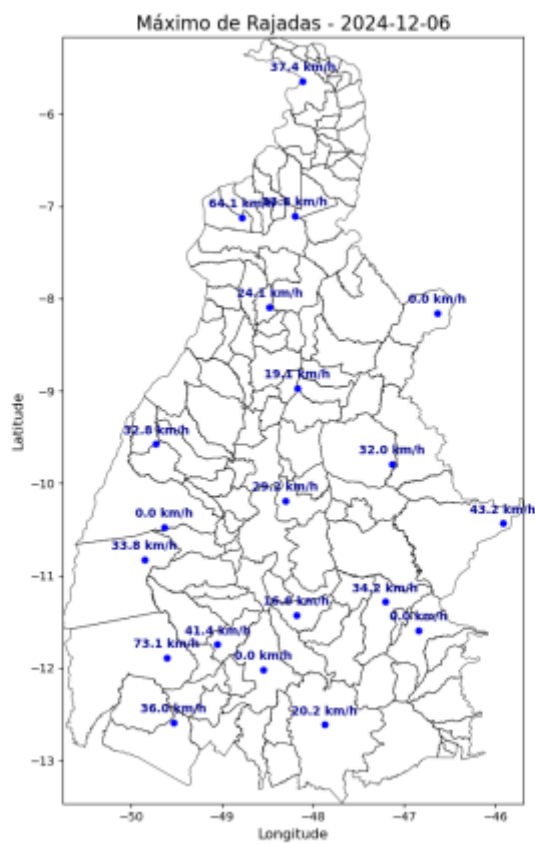 Máximo de Rajadas - 2024-12-06
37.4 km/h
−6
−7
64.1 km/h
km/h
24.1 km/h
0.0 km/h
−8
19.1 km/h
−9
Latitude
32.8 km/h
32.0 km/h
−10
29.2 km/h
0.0 km/h
43.2 km/h
33.8 km/h
−11
34.2 km/h
16.6 km/h
0.0 km/h
41.4 km/h
73.1 km/h
0.0 km/h
−12
36.0 km/h
20.2 km/h
−13
−50
−49
−48
−47
−46
Longitude